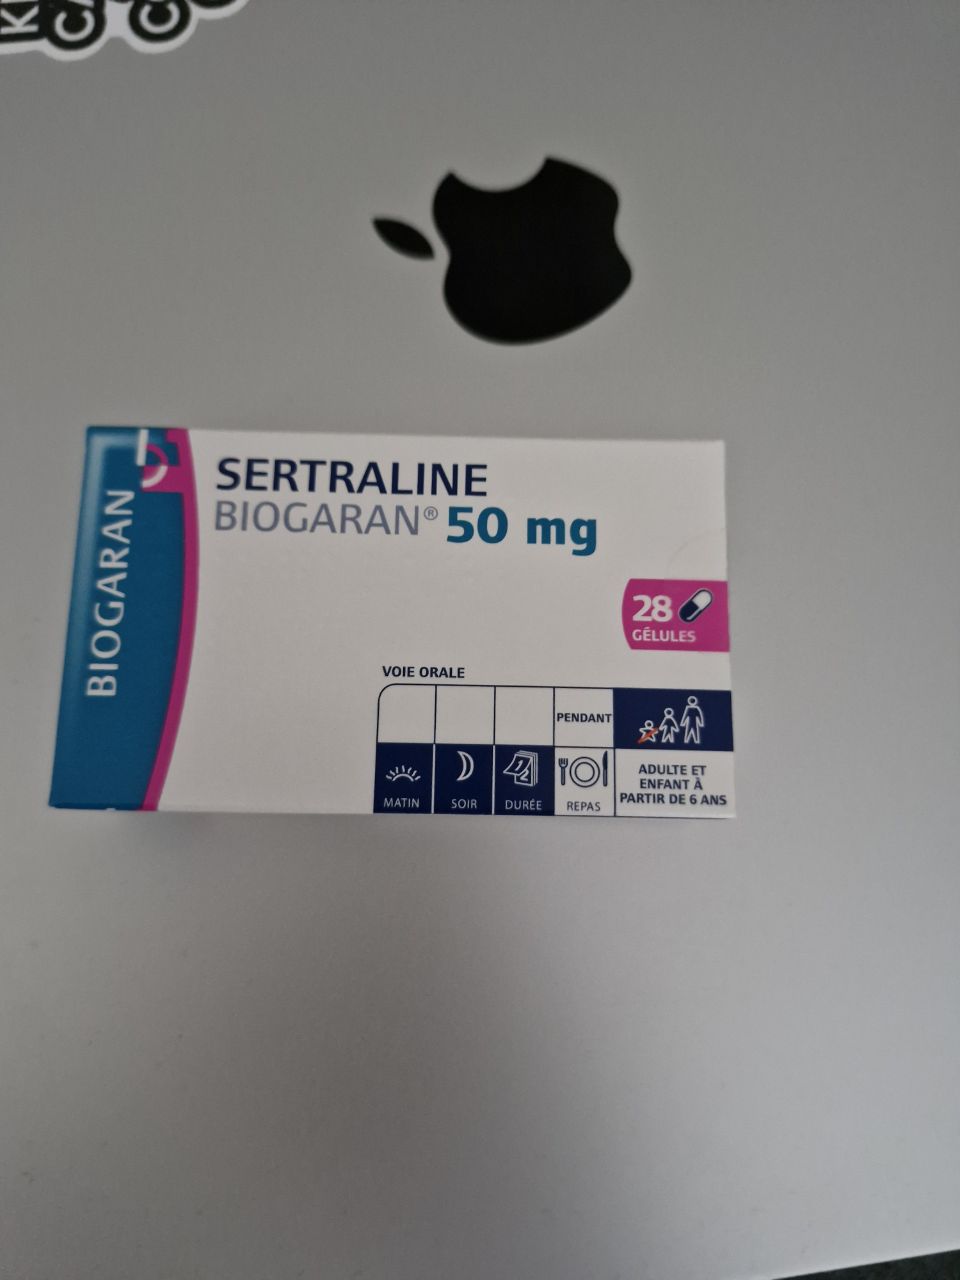 BIOGARAN
SERTRALINE
BIOGARAN® 50 mg
28
GÉLULES
VOIE ORALE
PENDANT
MATIN
SOIR
DURÉE
REPAS
ADULTE ET
ENFANT À
PARTIR DE 6 ANS